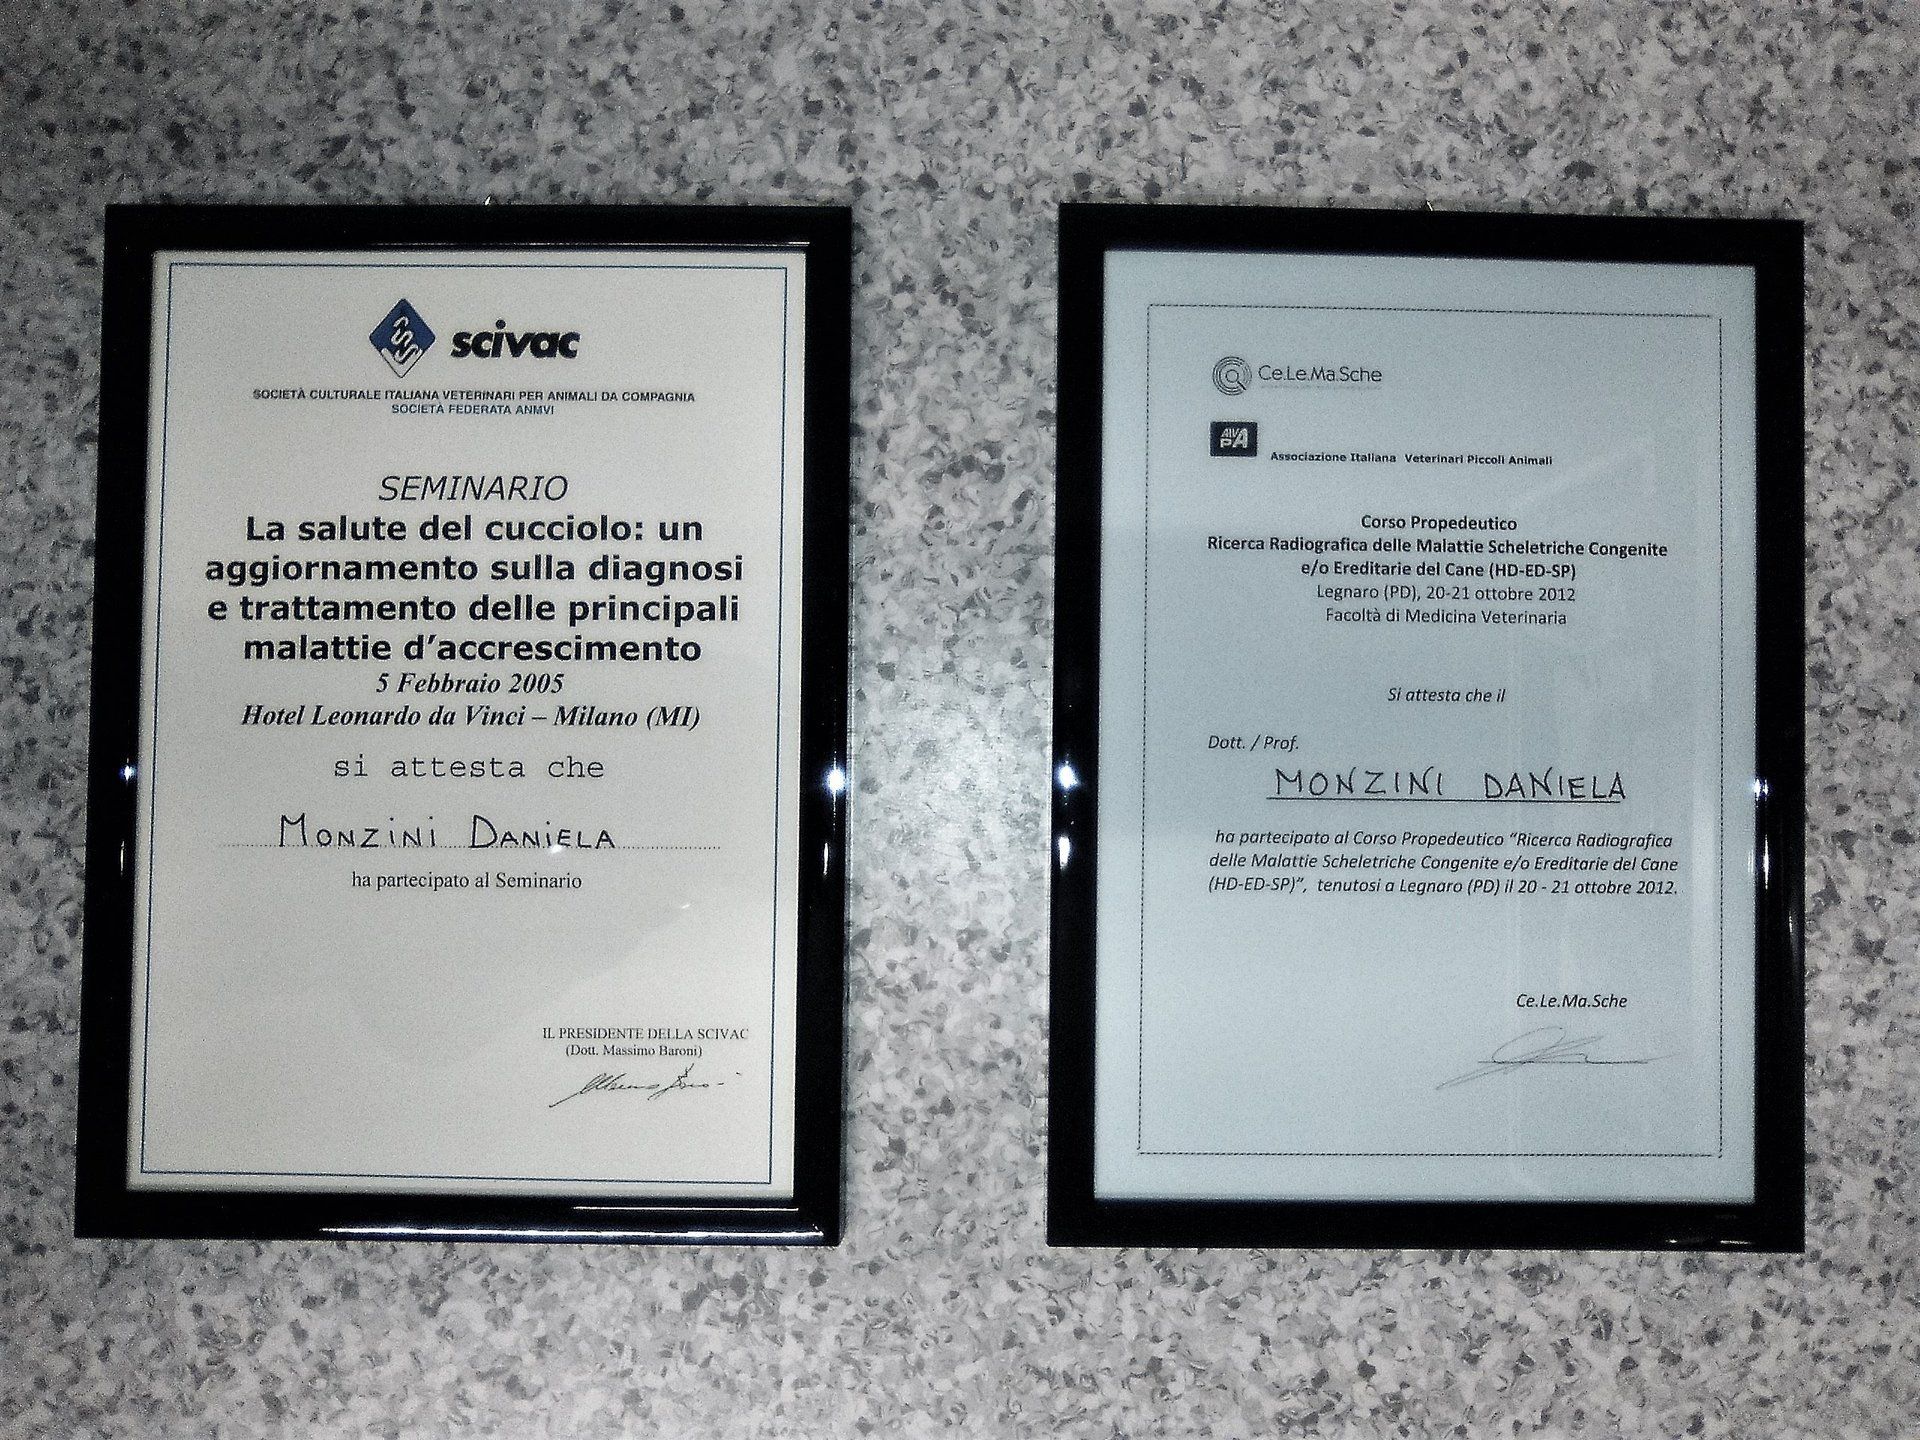 scivac
SOCIETÀ CULTURALE ITALIANA VETERINARI PER ANIMALI DA COMPAGNIA
SOCIETÀ FEDERATA ANMVI
SEMINARIO
La salute del cucciolo: un
aggiornamento sulla diagnosi
e trattamento delle principali
malattie d'accrescimento
5 Febbraio 2005
Hotel Leonardo da Vinci – Milano (MI)
si attesta che
MONZINI DANIELA
ha partecipato al Seminario
IL PRESIDENTE DELLA SCIVAC
(Dott. Massimo Baroni)
Ce.Le.Ma.Sche
AIVPA
Associazione Italiana Veterinari Piccoli Animali
Corso Propedeutico
Ricerca Radiografica delle Malattie Scheletriche Congenite
e/o Ereditarie del Cane (HD-ED-SP)
Legnaro (PD), 20-21 ottobre 2012
Facoltà di Medicina Veterinaria
Si attesta che il
Dott. / Prof.
MONZINI DANIELA
ha partecipato al Corso Propedeutico “Ricerca Radiografica
delle Malattie Scheletriche Congenite e/o Ereditarie del Cane
(HD-ED-SP)”, tenutosi a Legnaro (PD) il 20 - 21 ottobre 2012.
Ce.Le.Ma.Sche